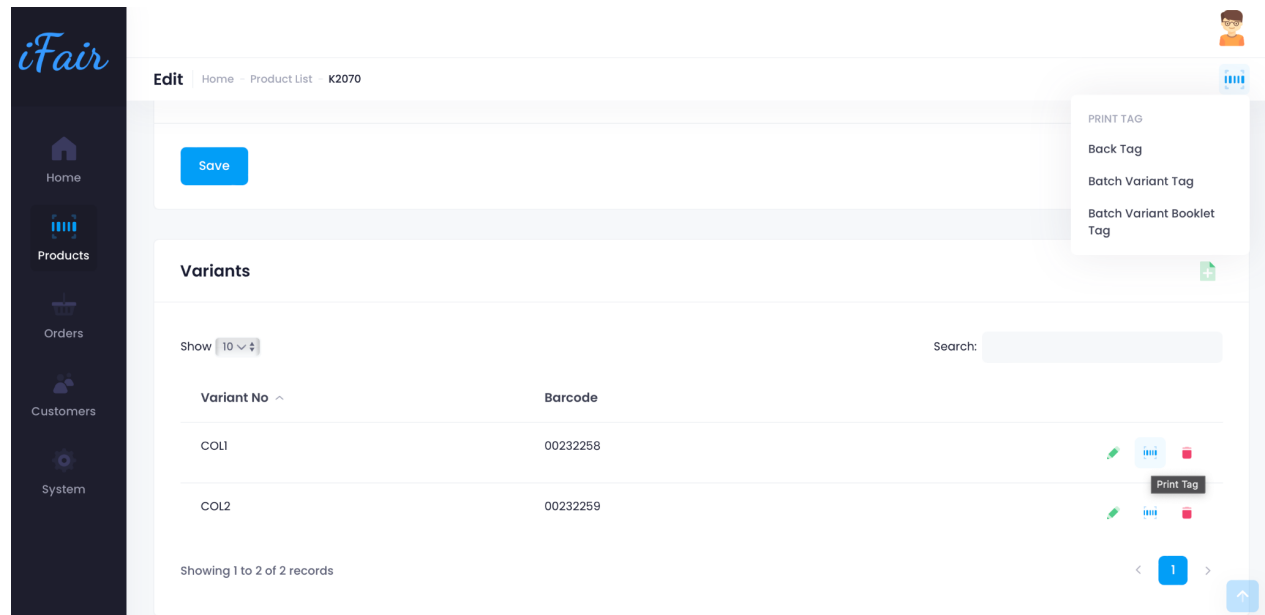 iFair
Edit Home - Product List - K2070
PRINT TAG
Back Tag
Batch Variant Tag
Batch Variant Booklet
Tag
Save
Home
Products
Orders
Customers
System
Variants
Show 10
Search:
Variant No Barcode
COL1 00232258
Print Tag
COL2 00232259
Showing 1 to 2 of 2 records
1